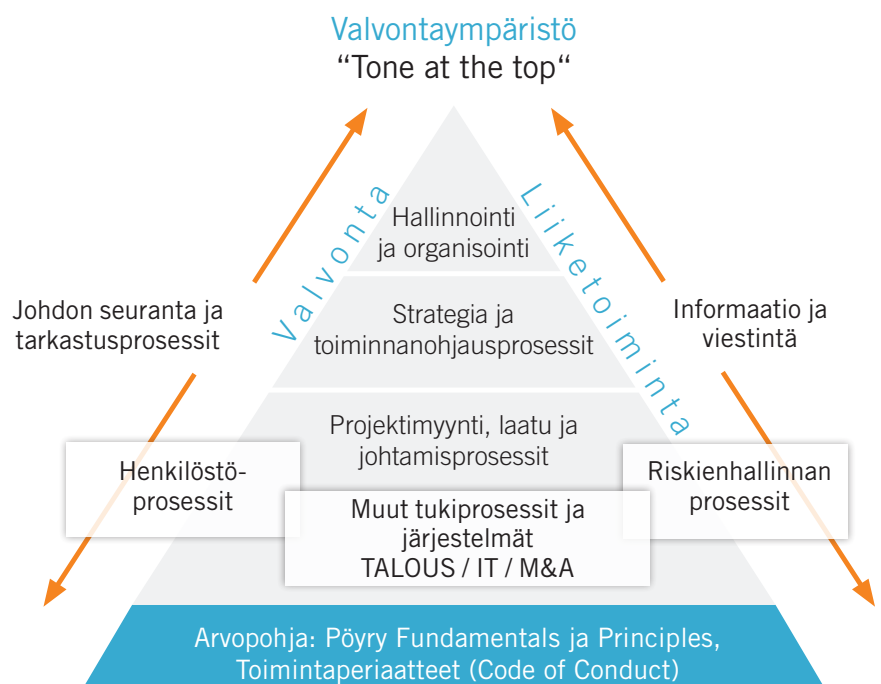 Valvontaympäristö
“Tone at the top“
Valvonta
Liiketoiminta
Hallinnointi
ja organisointi
Johdon seuranta ja
tarkastusprosessit
Strategia ja
toiminnanohjausprosessit
Informaatio ja
viestintä
Projektimyynti, laatu ja
johtamisprosessit
Henkilöstö-
prosessit
Muut tukiprosessit ja
järjestelmät
TALOUS / IT / M&A
Riskienhallinnan
prosessit
Arvopohja: Pöyry Fundamentals ja Principles,
Toimintaperiaatteet (Code of Conduct)